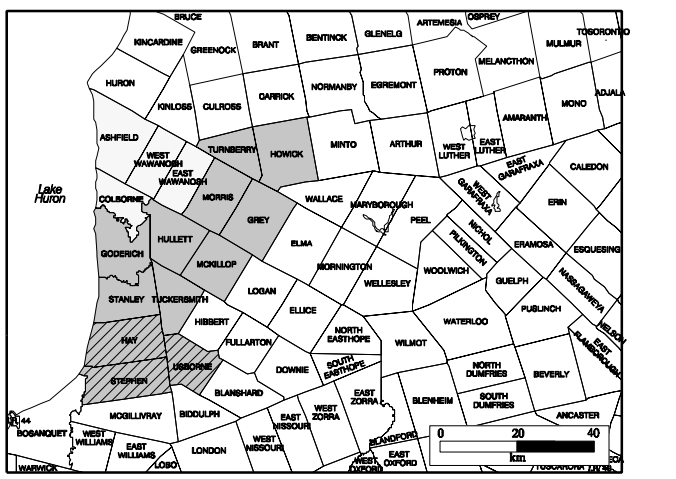 BRUCE
OSPREY
ARTEMESIA
KINCARDINE
GREENOCK
BRANT
BENTINCK
GLENELG
TOSORONTIO
MULMUR
PROTON
MELANCTHON
HURON
KINLOSS
CULROSS
CARRICK
NORMANBY
EGREMONT
ADJALA
MONO
AMARANTH
ASHFIELD
WEST
WAWANOSH
EAST
WAWANOSH
TURNBERRY
HOWICK
MINTO
ARTHUR
WEST
LUTHER
EAST
LUTHER
EAST
GARAFRAXA
CALEDON
Lake
Huron
COLBORNE
MORRIS
GREY
WALLACE
MARYBOROUGH
PEEL
WEST
GARAFRAXA
ERIN
GODERICH
HULLETT
MCKILLOP
ELMA
MORNINGTON
NICHOL
PILKINGTON
ERAMOSA
ESQUESING
STANLEY
TUCKERSMITH
LOGAN
WELLESLEY
WOOLWICH
GUELPH
NASSAGAWEYA
HAY
HIBBERT
ELLICE
FULLARTON
NORTH
EASTHOPE
WILMOT
WATERLOO
PUSLINCH
NELSON
EAST
FLAMBOROUGH
STEPHEN
USBORNE
DOWNIE
SOUTH
EASTHOPE
NORTH
DUMFRIES
BEVERLY
BLANSHARD
MCGILLIVRAY
BIDDULPH
EAST
NISSOURI
WEST
ZORRA
EAST
ZORRA
BLENHEIM
SOUTH
DUMFRIES
ANCASTER
44
BOSANQUET
WEST
WILLIAMS
EAST
WILLIAMS
LOBO
LONDON
WEST
NISSOURI
BLANDFORD
WEST
OXFORD
EAST
OXFORD
WARWICK
0 20 40
km
TUSCARORA